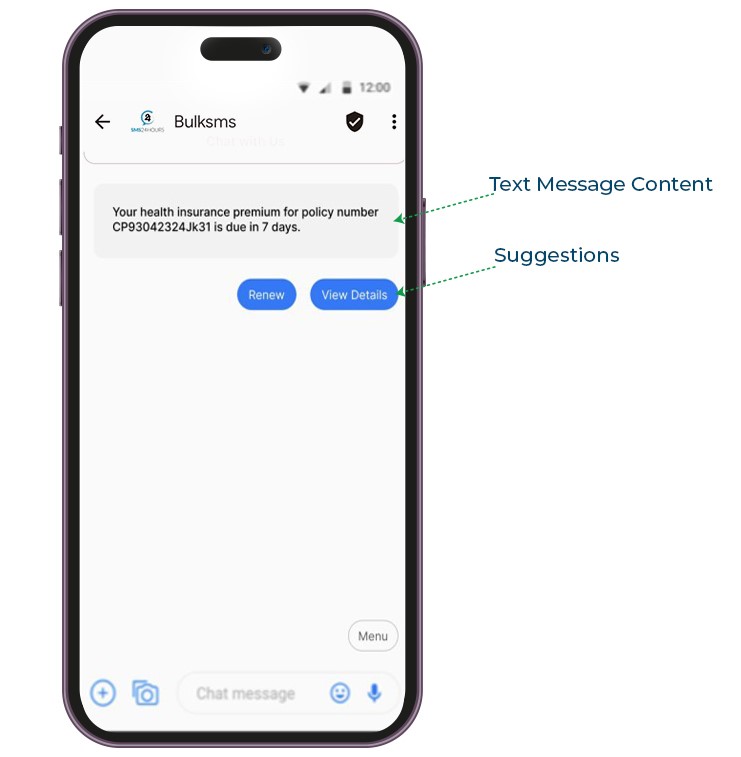 12:00
SMS24HOURS
Bulksms
Chat with Us
Your health insurance premium for policy number
CP93042324Jk31 is due in 7 days.
Text Message Content
Renew
View Details
Suggestions
Menu
Chat message